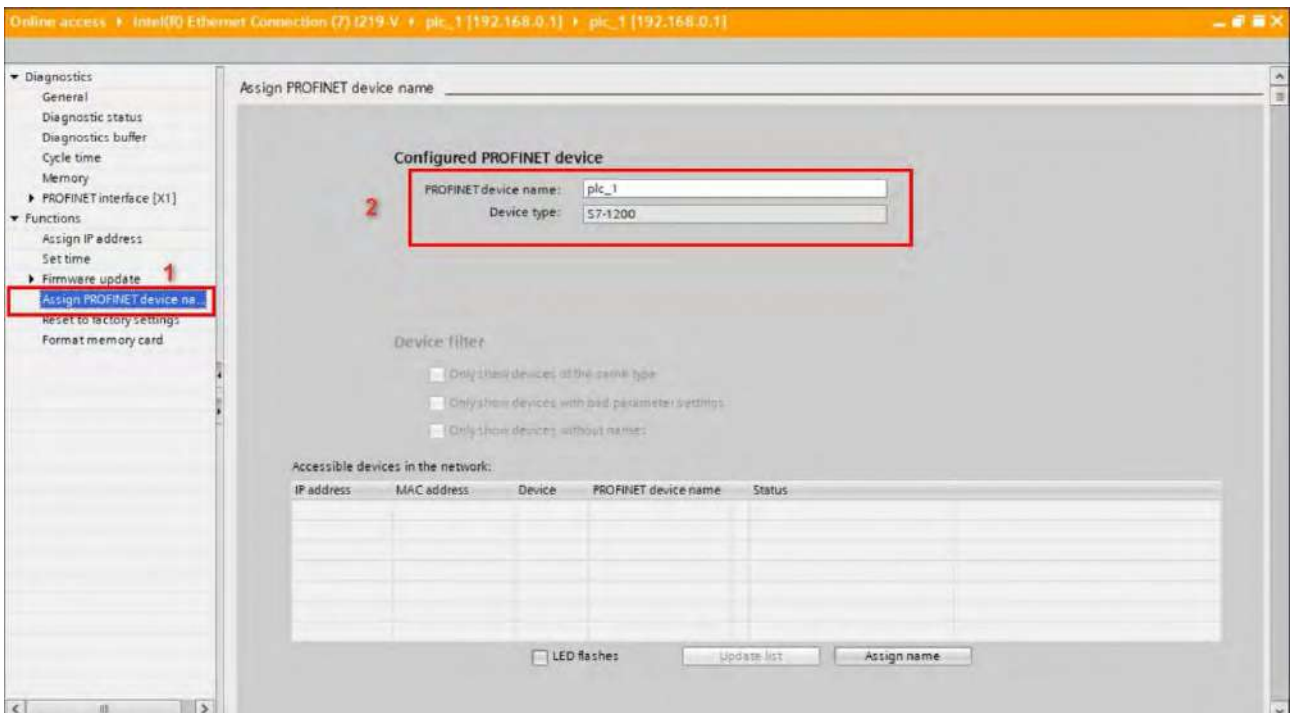 Online access ▸ Intel(R) Ethernet Connection (7) I219-V ▸ plc_1 [192.168.0.1] ▸ plc_1 [192.168.0.1]
Diagnostics
General
Diagnostic status
Diagnostics buffer
Cycle time
Memory
PROFINET interface [X1]
Functions
Assign IP address
Set time
Firmware update
1
Assign PROFINET device na...
Reset to factory settings
Format memory card
Assign PROFINET device name
Configured PROFINET device
2
PROFINET device name: plc_1
Device type: S7-1200
Device filter
Only show devices of the same type
Only show devices with bad parameter settings
Only show devices without names
Accessible devices in the network:
IP address MAC address Device PROFINET device name Status
LED flashes Update list Assign name